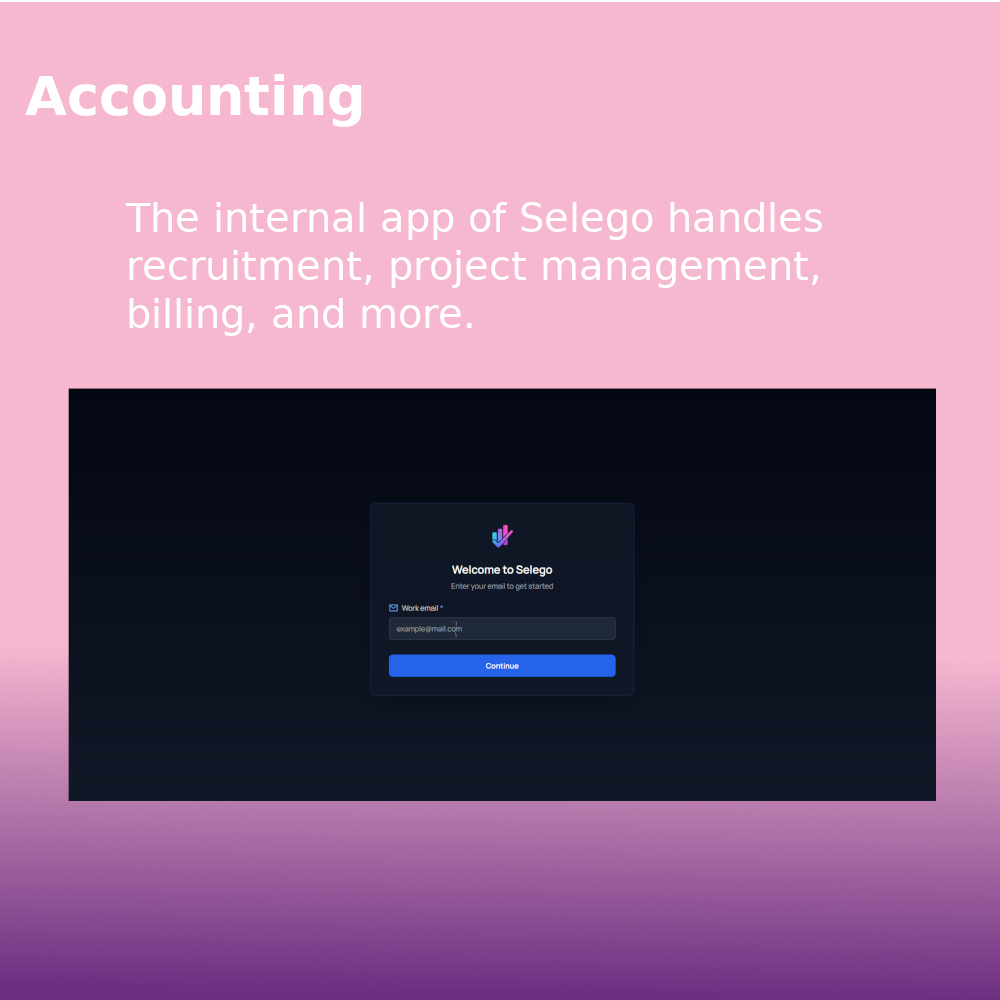 Accounting
The internal app of Selego handles
recruitment, project management,
billing, and more.
Welcome to Selego
Enter your email to get started
Work email *
example@mail.com
Continue